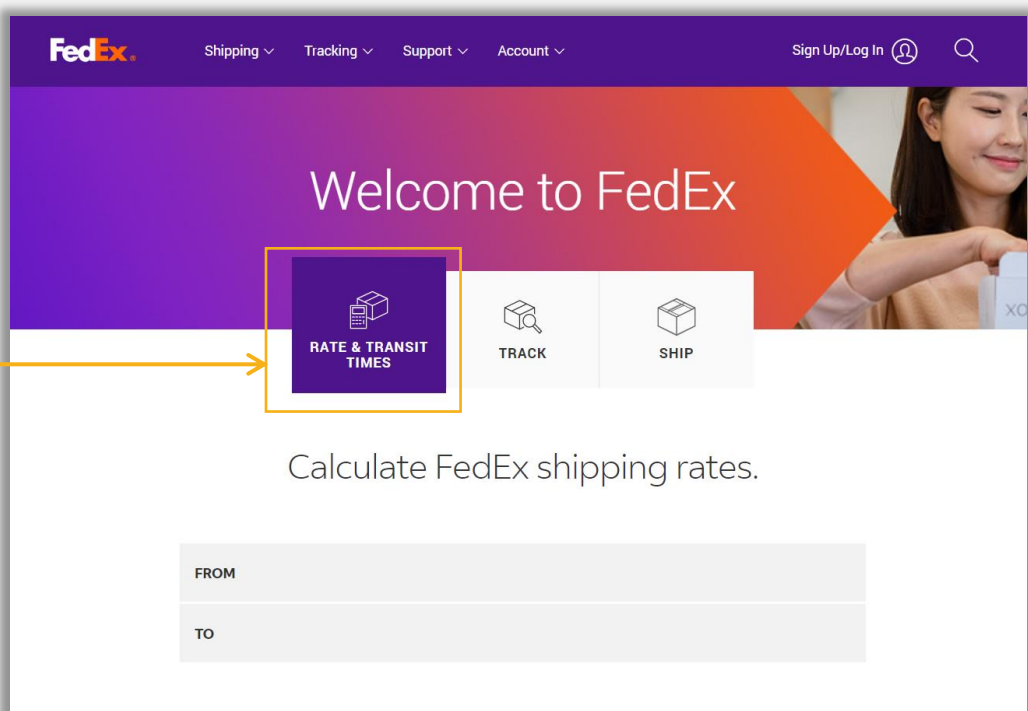 FedEx®
Shipping Tracking Support Account Sign Up/Log In
Welcome to FedEx
RATE & TRANSIT
TIMES
TRACK
SHIP
Calculate FedEx shipping rates.
FROM
TO